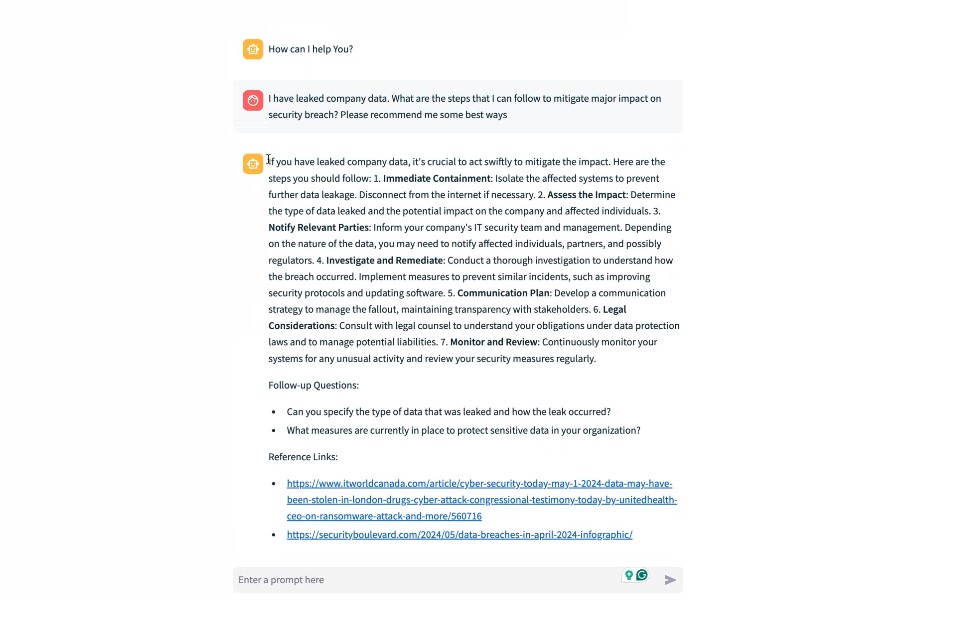 How can I help You?
I have leaked company data. What are the steps that I can follow to mitigate major impact on
security breach? Please recommend me some best ways
If you have leaked company data, it's crucial to act swiftly to mitigate the impact. Here are the
steps you should follow: 1. Immediate Containment: Isolate the affected systems to prevent
further data leakage. Disconnect from the internet if necessary. 2. Assess the Impact: Determine
the type of data leaked and the potential impact on the company and affected individuals. 3.
Notify Relevant Parties: Inform your company's IT security team and management. Depending
on the nature of the data, you may need to notify affected individuals, partners, and possibly
regulators. 4. Investigate and Remediate: Conduct a thorough investigation to understand how
the breach occurred. Implement measures to prevent similar incidents, such as improving
security protocols and updating software. 5. Communication Plan: Develop a communication
strategy to manage the fallout, maintaining transparency with stakeholders. 6. Legal
Considerations: Consult with legal counsel to understand your obligations under data protection
laws and to manage potential liabilities. 7. Monitor and Review: Continuously monitor your
systems for any unusual activity and review your security measures regularly.
Follow-up Questions:
• Can you specify the type of data that was leaked and how the leak occurred?
• What measures are currently in place to protect sensitive data in your organization?
Reference Links:
• https://www.itworldcanada.com/article/cyber-security-today-may-1-2024-data-may-have-
been-stolen-in-london-drugs-cyber-attack-congressional-testimony-today-by-unitedhealth-
ceo-on-ransomware-attack-and-more/560716
• https://securityboulevard.com/2024/05/data-breaches-in-april-2024-infographic/
Enter a prompt here